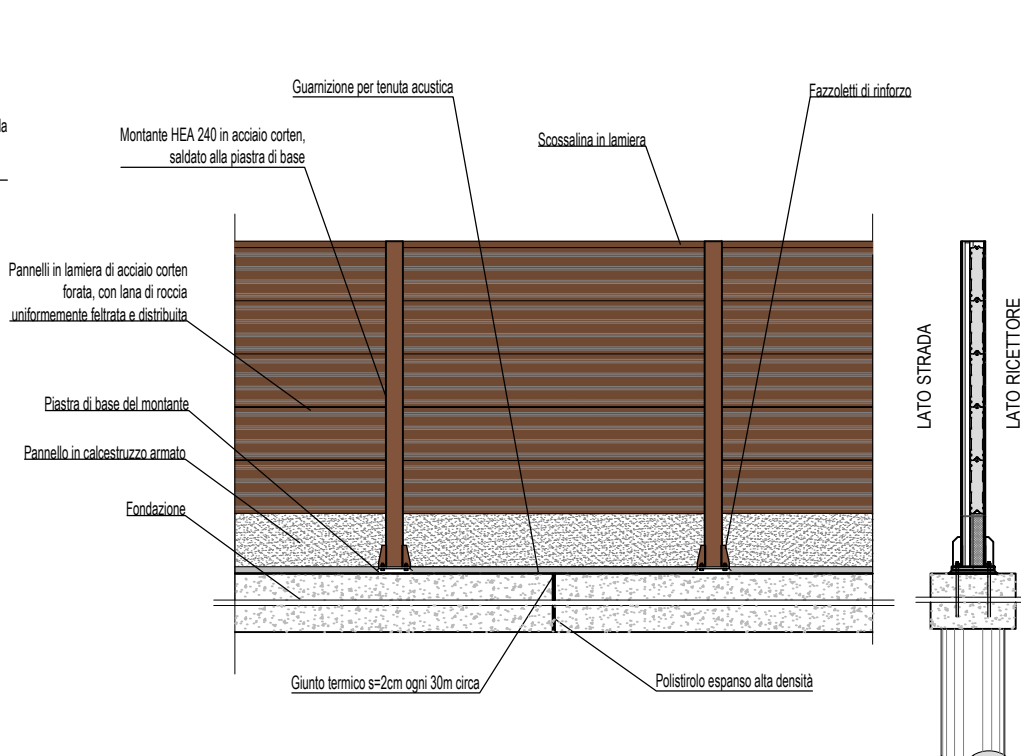 Guarnizione per tenuta acustica
Fazzoletti di rinforzo
Montante HEA 240 in acciaio corten,
saldato alla piastra di base
Scossalina in lamiera
Pannelli in lamiera di acciaio corten
forata, con lana di roccia
uniformemente feltrata e distribuita
Piastra di base del montante
Pannello in calcestruzzo armato
Fondazione
LATO STRADA
LATO RICETTORE
Giunto termico s=2cm ogni 30m circa
Polistirolo espanso alta densità